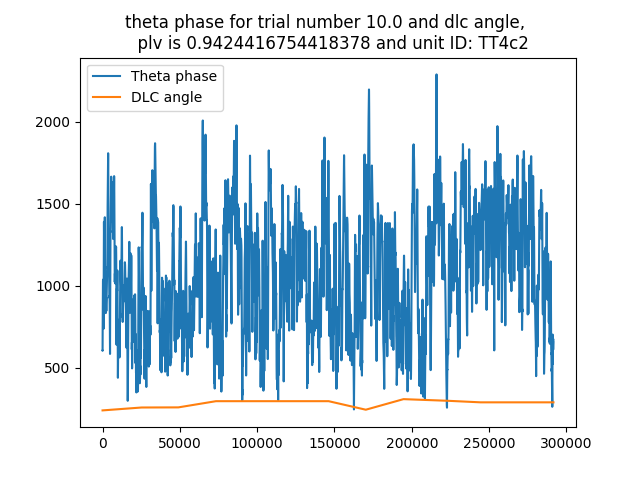 theta phase for trial number 10.0 and dlc angle,
plv is 0.9424416754418378 and unit ID: TT4c2
Theta phase
DLC angle
2000
1500
1000
500
0 50000 100000 150000 200000 250000 300000